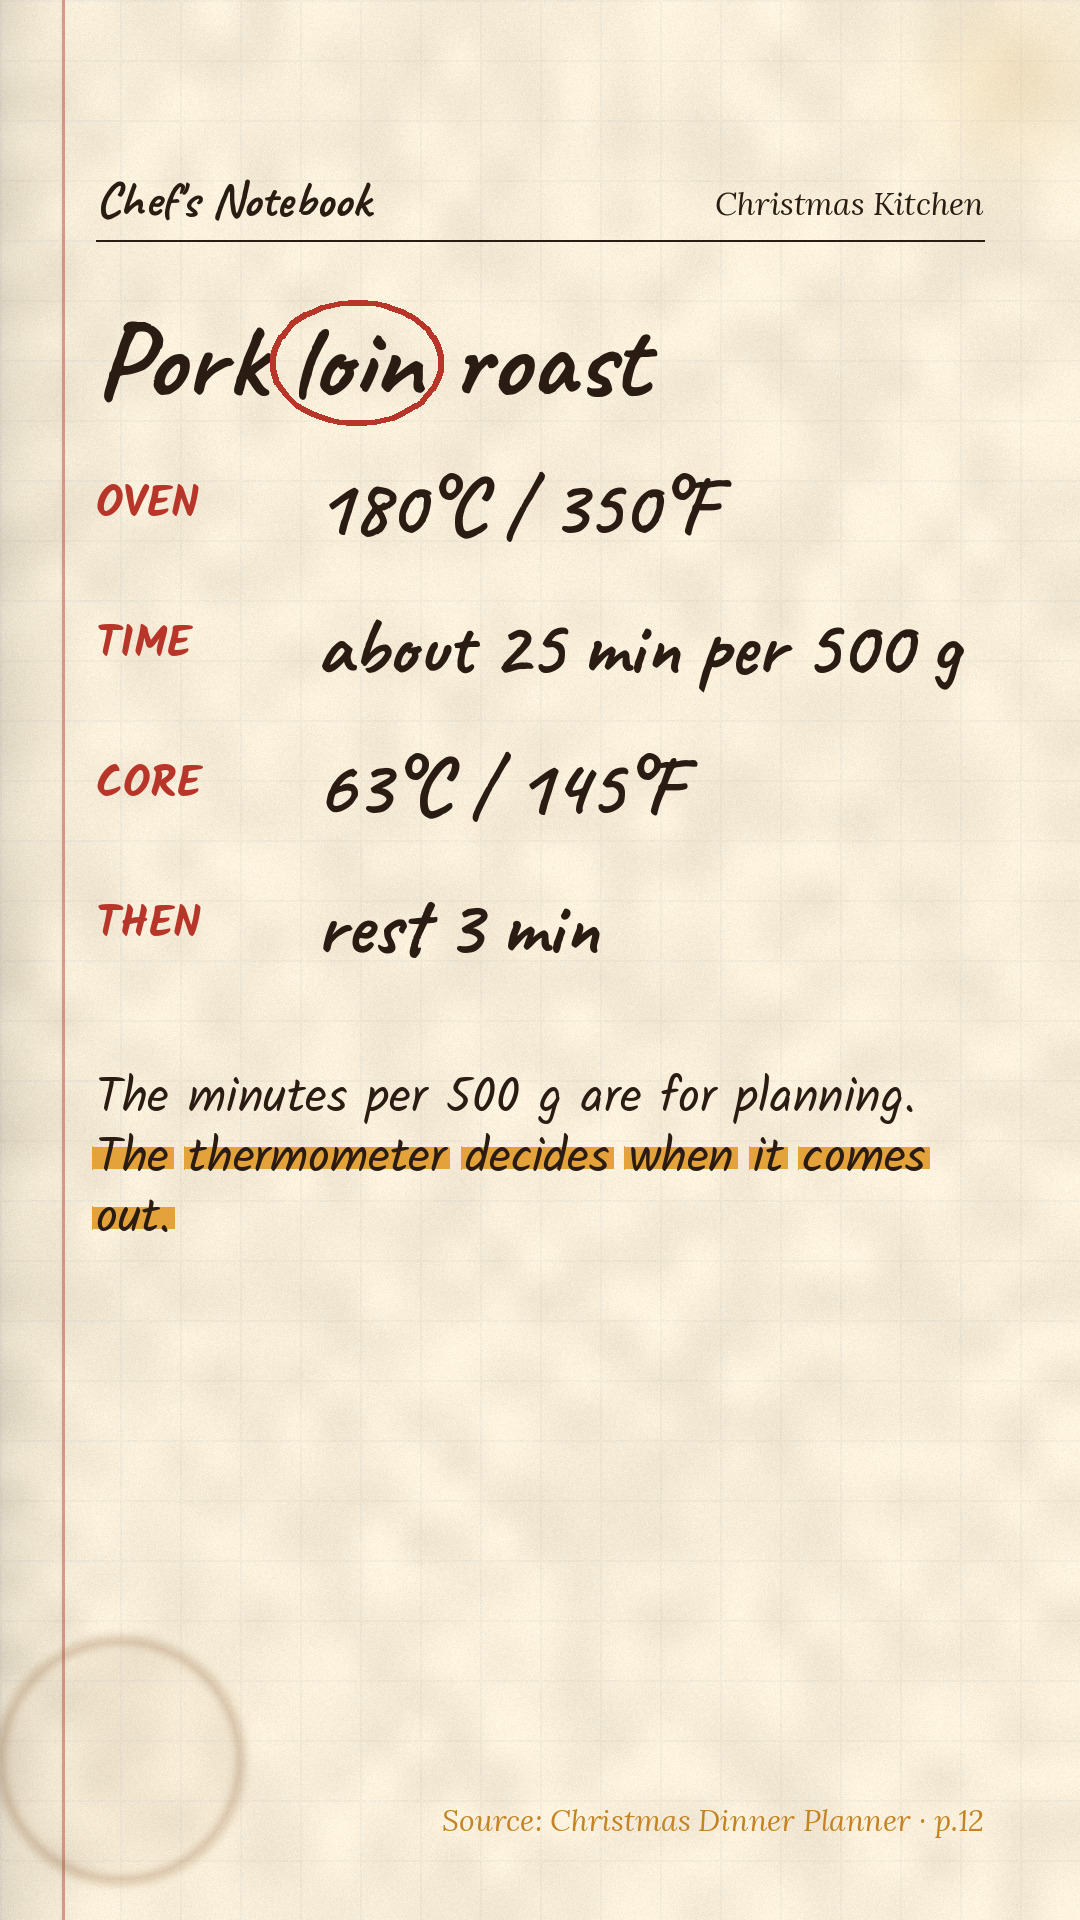 Chef's Notebook
Christmas Kitchen
Pork loin roast
OVEN 180°C / 350°F
TIME about 25 min per 500 g
CORE 63°C / 145°F
THEN rest 3 min
The minutes per 500 g are for planning.
The thermometer decides when it comes
out.
Source: Christmas Dinner Planner · p.12